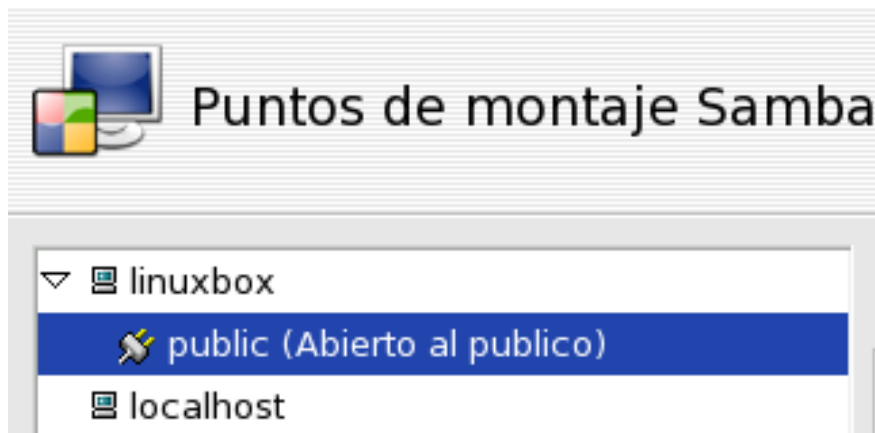 Puntos de montaje Samba
linuxbox
public (Abierto al publico)
localhost